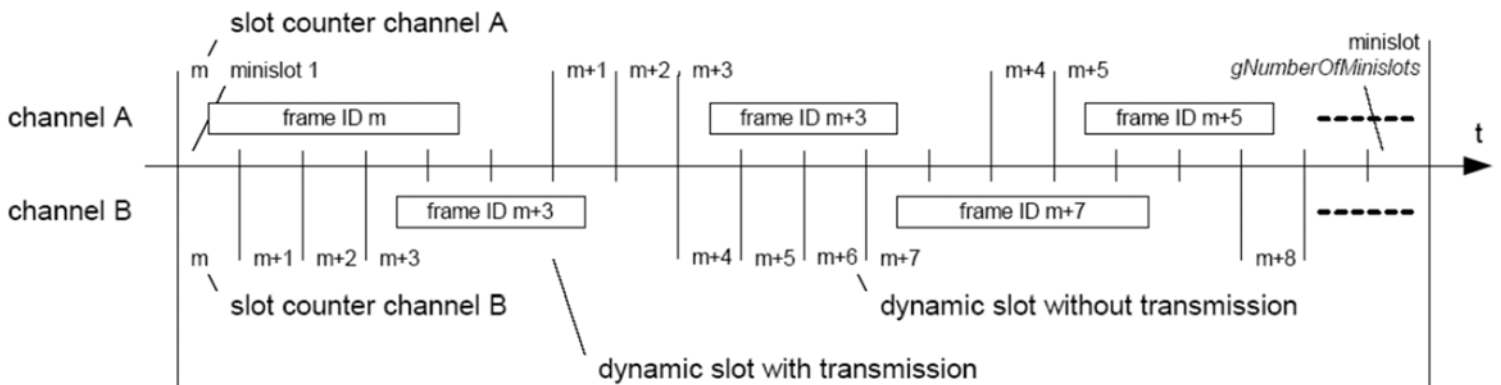 slot counter channel A
m minislot 1 m+1 m+2 m+3 m+4 m+5 minislot
gNumberOfMinislots
channel A frame ID m frame ID m+3 frame ID m+5
t
channel B frame ID m+3 frame ID m+7
m m+1 m+2 m+3 m+4 m+5 m+6 m+7 m+8
slot counter channel B dynamic slot without transmission
dynamic slot with transmission